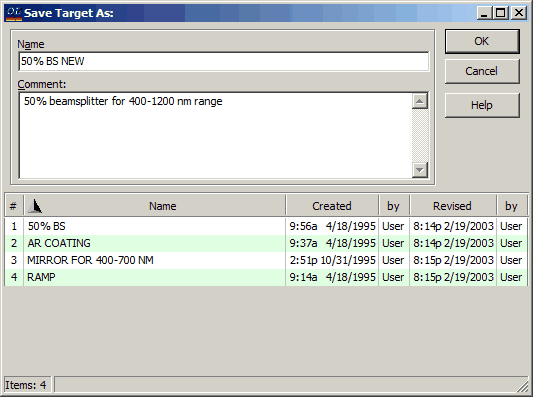 OL Save Target As:
Name
50% BS NEW
Comment:
50% beamsplitter for 400-1200 nm range
OK
Cancel
Help
# Name Created by Revised by
1 50% BS 9:56a 4/18/1995 User 8:14p 2/19/2003 User
2 AR COATING 9:37a 4/18/1995 User 8:14p 2/19/2003 User
3 MIRROR FOR 400-700 NM 2:51p 10/31/1995 User 8:15p 2/19/2003 User
4 RAMP 9:14a 4/18/1995 User 8:15p 2/19/2003 User
Items: 4